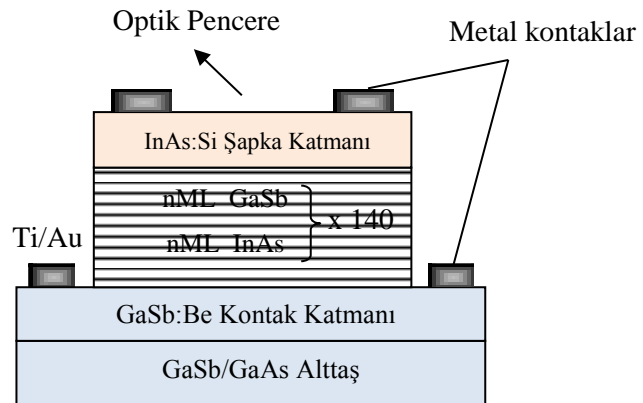 Optik Pencere
Metal kontaklar
InAs:Si Şapka Katmanı
nML GaSb
x 140
nML InAs
Ti/Au
GaSb:Be Kontak Katmanı
GaSb/GaAs Alttaş